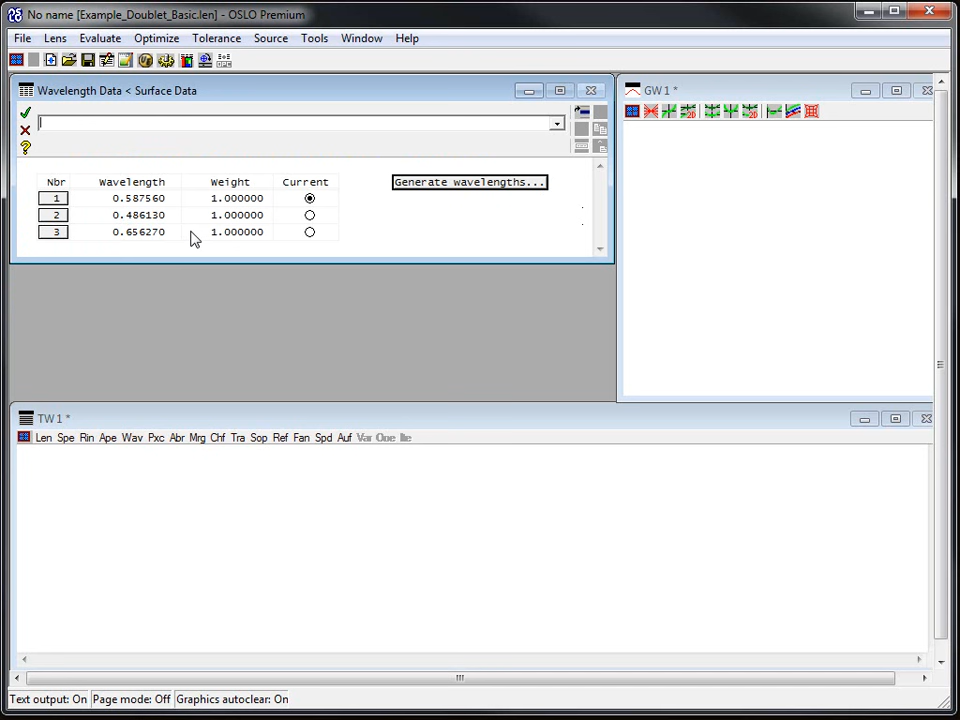 No name [Example_Doublet_Basic.len] - OSLO Premium
File Lens Evaluate Optimize Tolerance Source Tools Window Help
Wavelength Data < Surface Data
GW 1 *
Nbr Wavelength Weight Current Generate wavelengths...
1 0.587560 1.000000
2 0.486130 1.000000
3 0.656270 1.000000
TW 1 *
Len Spe Rin Ape Wav Pxc Abr Mrg Chf Tra Sop Ref Fan Spd Auf Var Ope Ite
Text output: On Page mode: Off Graphics autoclear: On